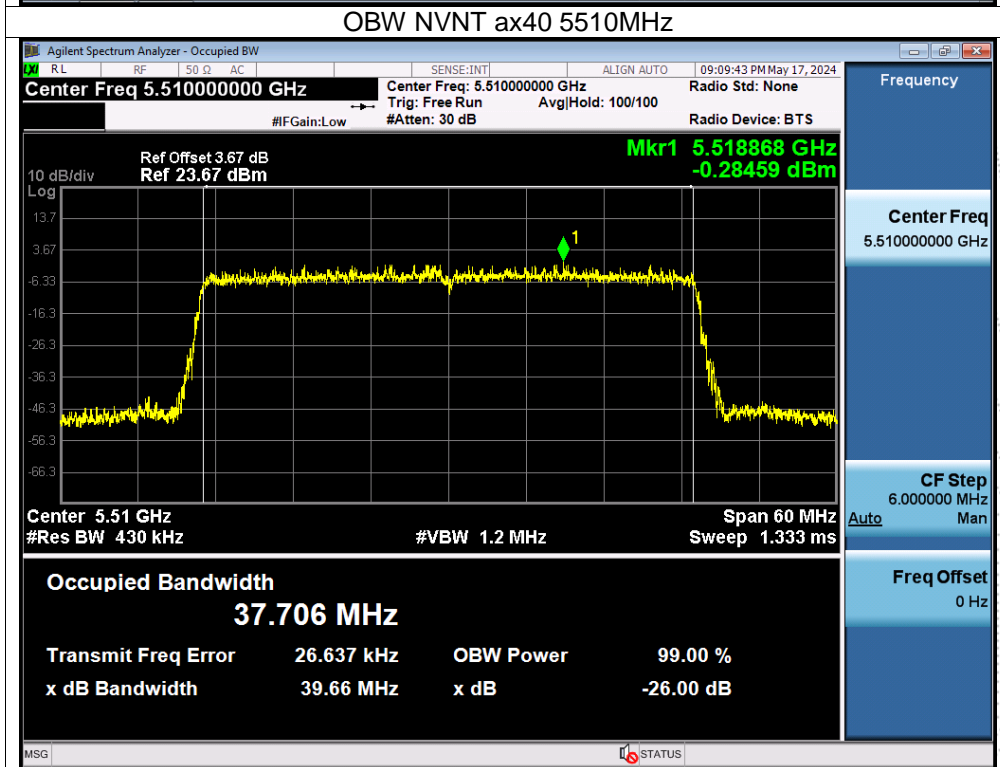 OBW NVNT ax40 5510MHz
Agilent Spectrum Analyzer - Occupied BW
LXI RL RF 50 Ω AC SENSE:INT ALIGN AUTO 09:09:43 PM May 17, 2024
Center Freq 5.510000000 GHz
Center Freq: 5.510000000 GHz Radio Std: None
Trig: Free Run Avg|Hold: 100/100
#IFGain:Low #Atten: 30 dB Radio Device: BTS
Frequency
Mkr1 5.518868 GHz
-0.28459 dBm
Ref Offset 3.67 dB
10 dB/div Ref 23.67 dBm
Log
13.7
3.67
-6.33
-16.3
-26.3
-36.3
-46.3
-56.3
-66.3
1
Center 5.51 GHz Span 60 MHz
#Res BW 430 kHz #VBW 1.2 MHz Sweep 1.333 ms
Occupied Bandwidth
37.706 MHz
Transmit Freq Error 26.637 kHz OBW Power 99.00 %
x dB Bandwidth 39.66 MHz x dB -26.00 dB
Center Freq
5.510000000 GHz
CF Step
6.000000 MHz
Auto Man
Freq Offset
0 Hz
MSG STATUS